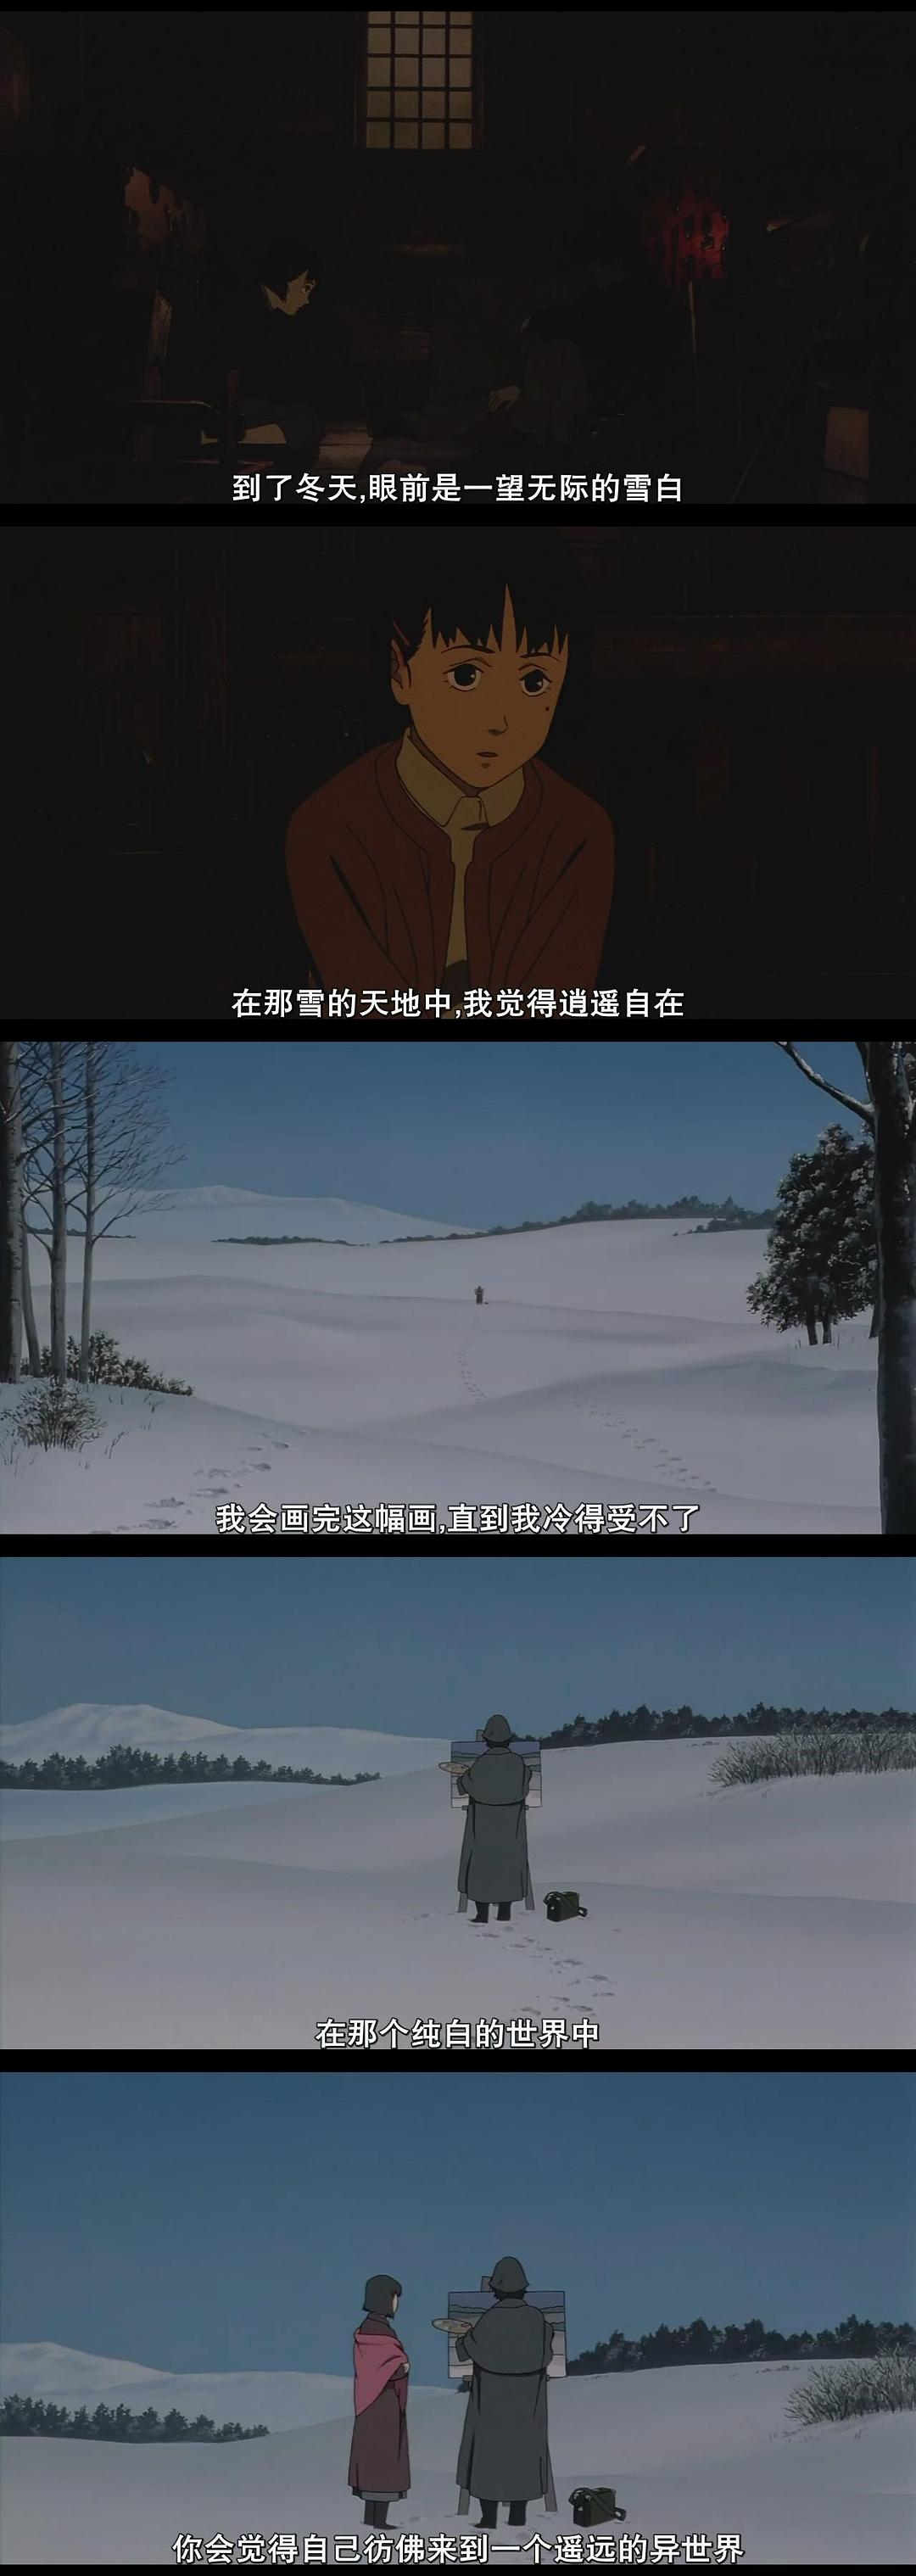 到了冬天,眼前是一望无际的雪白
在那雪的天地中,我觉得逍遥自在
我会画完这幅画,直到我冷得受不了
在那个纯白的世界中
你会觉得自己彷佛来到一个遥远的异世界